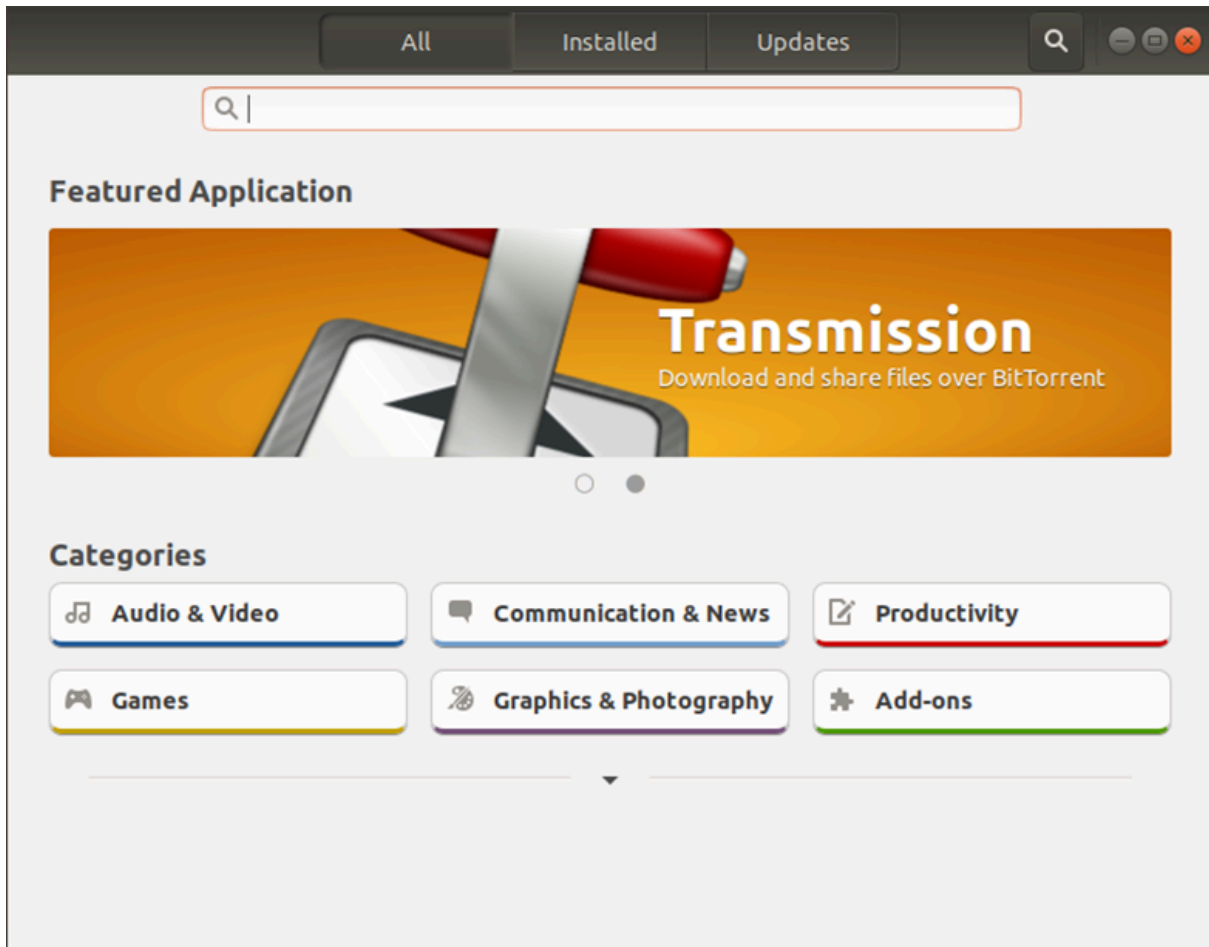 All Installed Updates
Featured Application
Transmission
Download and share files over BitTorrent
Categories
Audio & Video Communication & News Productivity
Games Graphics & Photography Add-ons